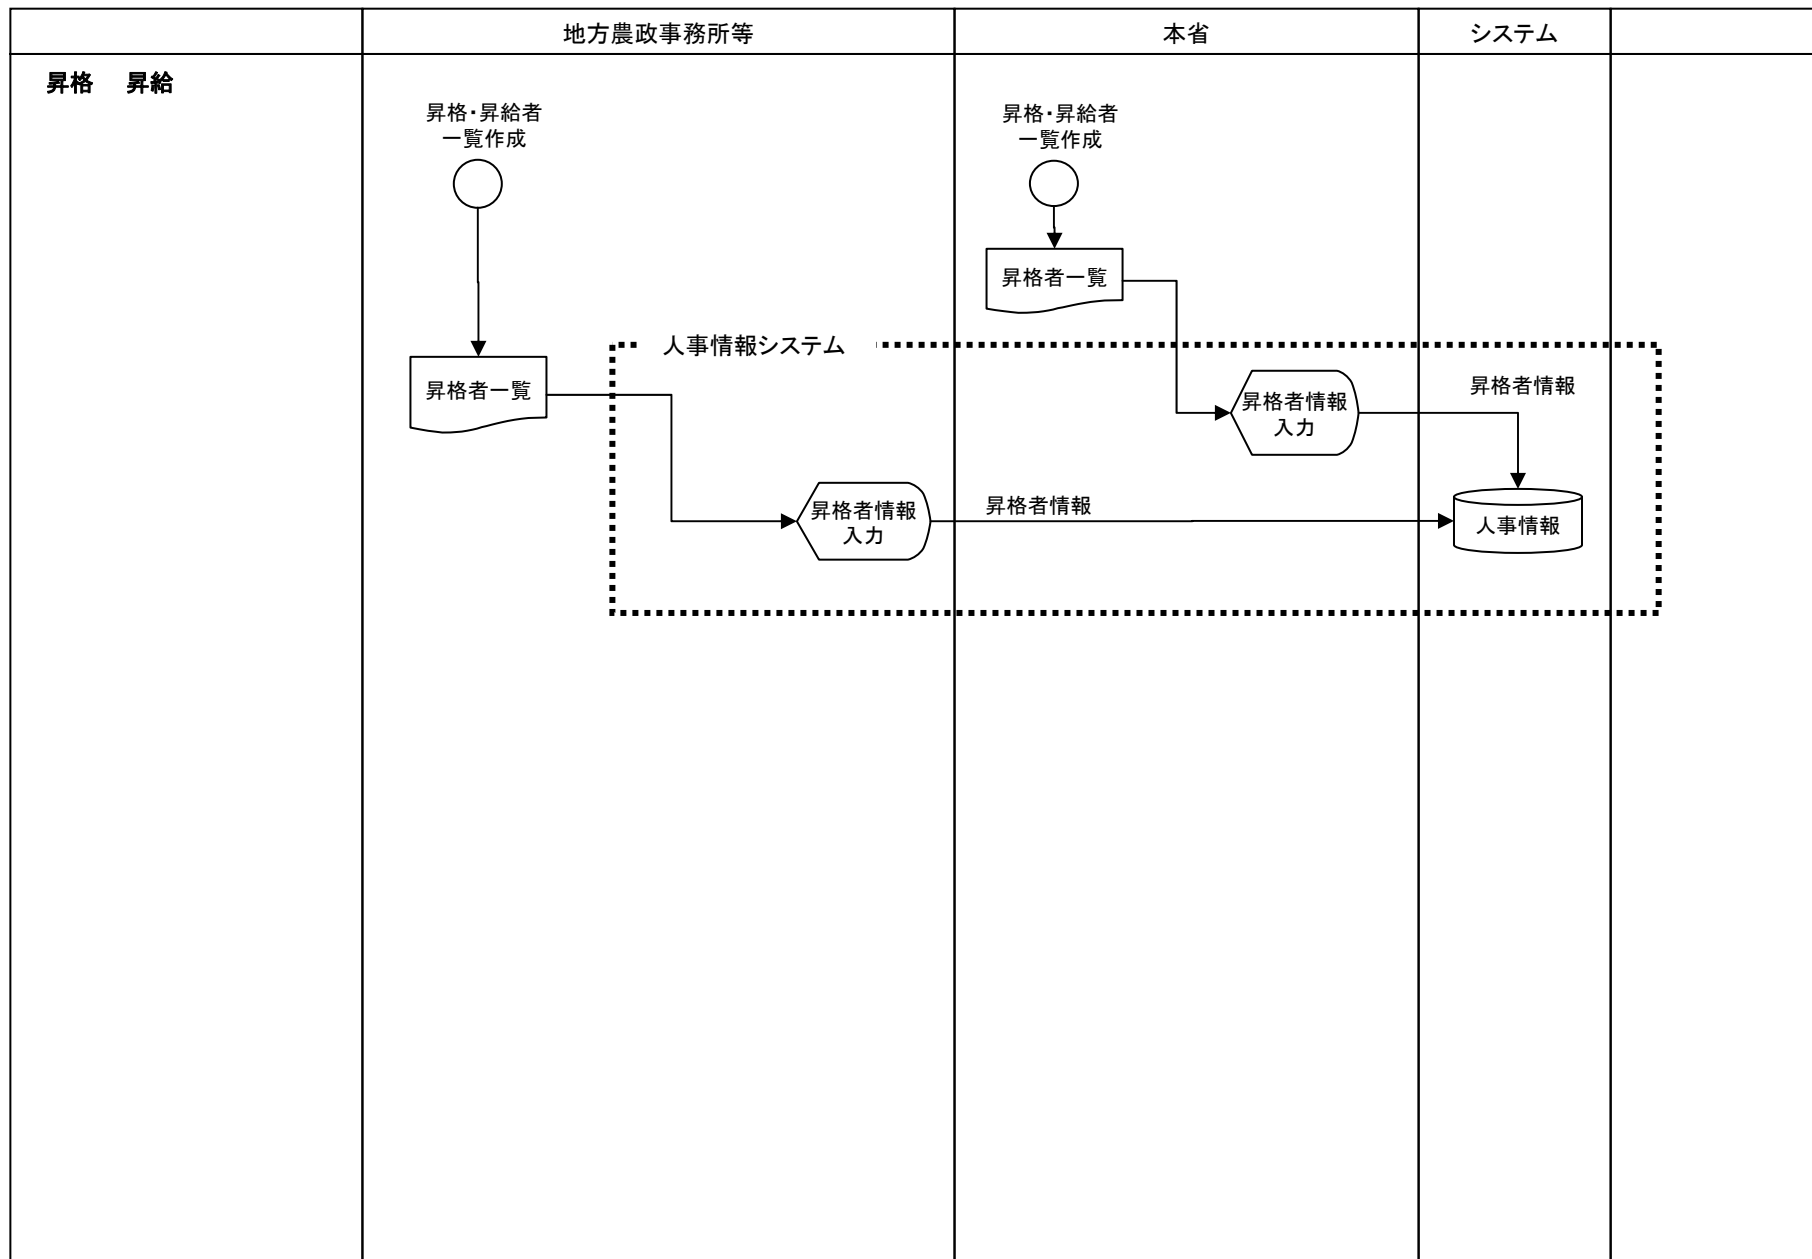 地方農政事務所等
本省
システム
昇格 昇給
昇格・昇給者
一覧作成
昇格・昇給者
一覧作成
昇格者一覧
人事情報システム
昇格者一覧
昇格者情報
入力
昇格者情報
昇格者情報
入力
昇格者情報
人事情報